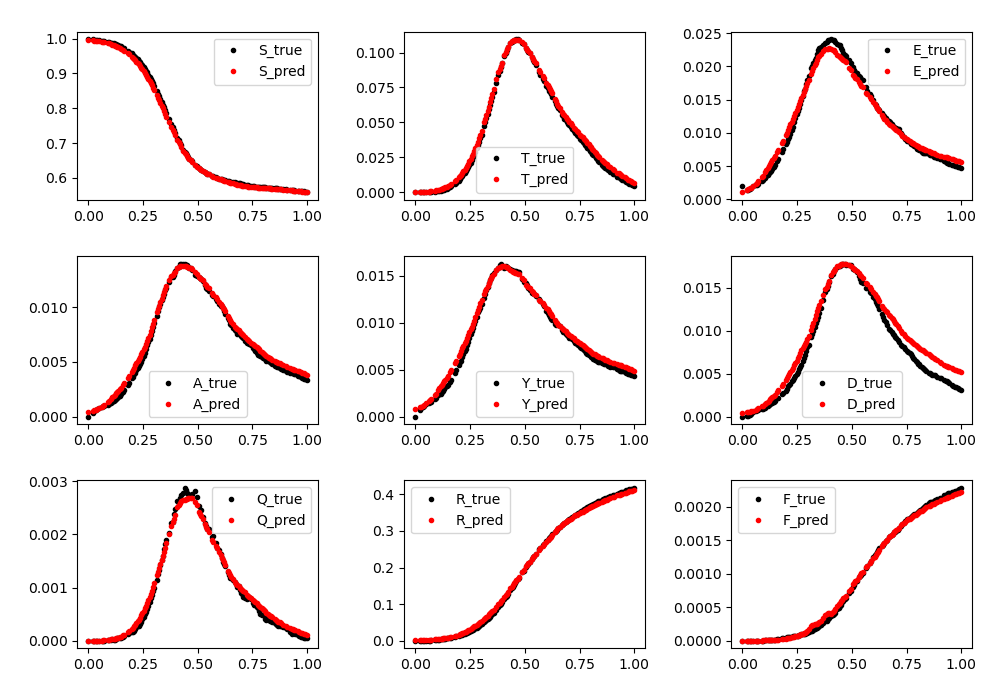 1.0
0.9
0.8
0.7
0.6
S_true
S_pred
0.00 0.25 0.50 0.75 1.00
0.100
0.075
0.050
0.025
0.000
T_true
T_pred
0.00 0.25 0.50 0.75 1.00
0.025
0.020
0.015
0.010
0.005
0.000
E_true
E_pred
0.00 0.25 0.50 0.75 1.00
0.010
0.005
0.000
A_true
A_pred
0.00 0.25 0.50 0.75 1.00
0.015
0.010
0.005
0.000
Y_true
Y_pred
0.00 0.25 0.50 0.75 1.00
0.015
0.010
0.005
0.000
D_true
D_pred
0.00 0.25 0.50 0.75 1.00
0.003
0.002
0.001
0.000
Q_true
Q_pred
0.00 0.25 0.50 0.75 1.00
0.4
0.3
0.2
0.1
0.0
R_true
R_pred
0.00 0.25 0.50 0.75 1.00
0.0020
0.0015
0.0010
0.0005
0.0000
F_true
F_pred
0.00 0.25 0.50 0.75 1.00